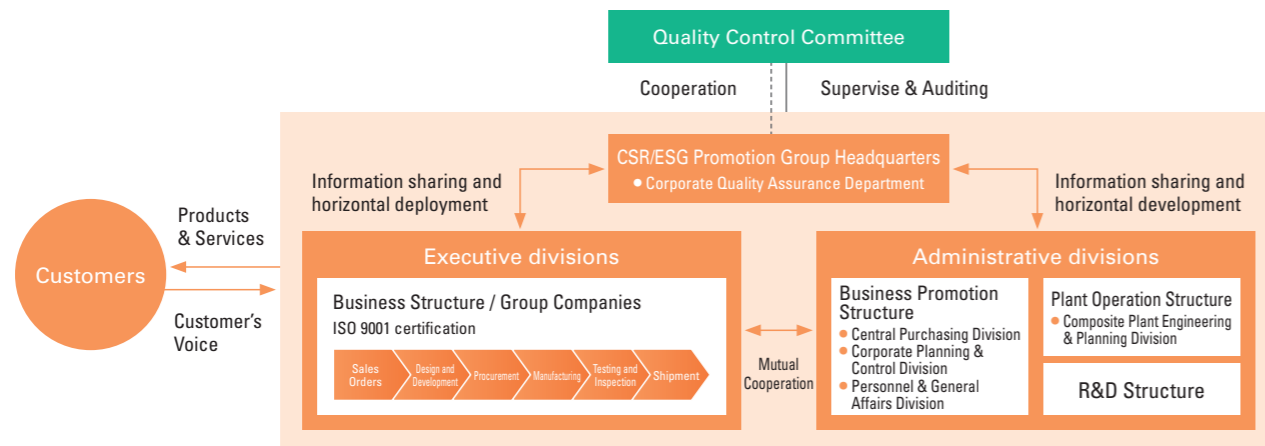 Quality Control Committee
Cooperation
Supervise & Auditing
CSR/ESG Promotion Group Headquarters
● Corporate Quality Assurance Department
Information sharing and
horizontal deployment
Information sharing and
horizontal development
Products
& Services
Customers
Customer's
Voice
Executive divisions
Business Structure / Group Companies
ISO 9001 certification
Sales
Orders
Design and
Development
Procurement
Manufacturing
Testing and
Inspection
Shipment
Mutual
Cooperation
Administrative divisions
Business Promotion
Structure
● Central Purchasing Division
● Corporate Planning &
Control Division
● Personnel & General
Affairs Division
Plant Operation Structure
● Composite Plant Engineering
& Planning Division
R&D Structure